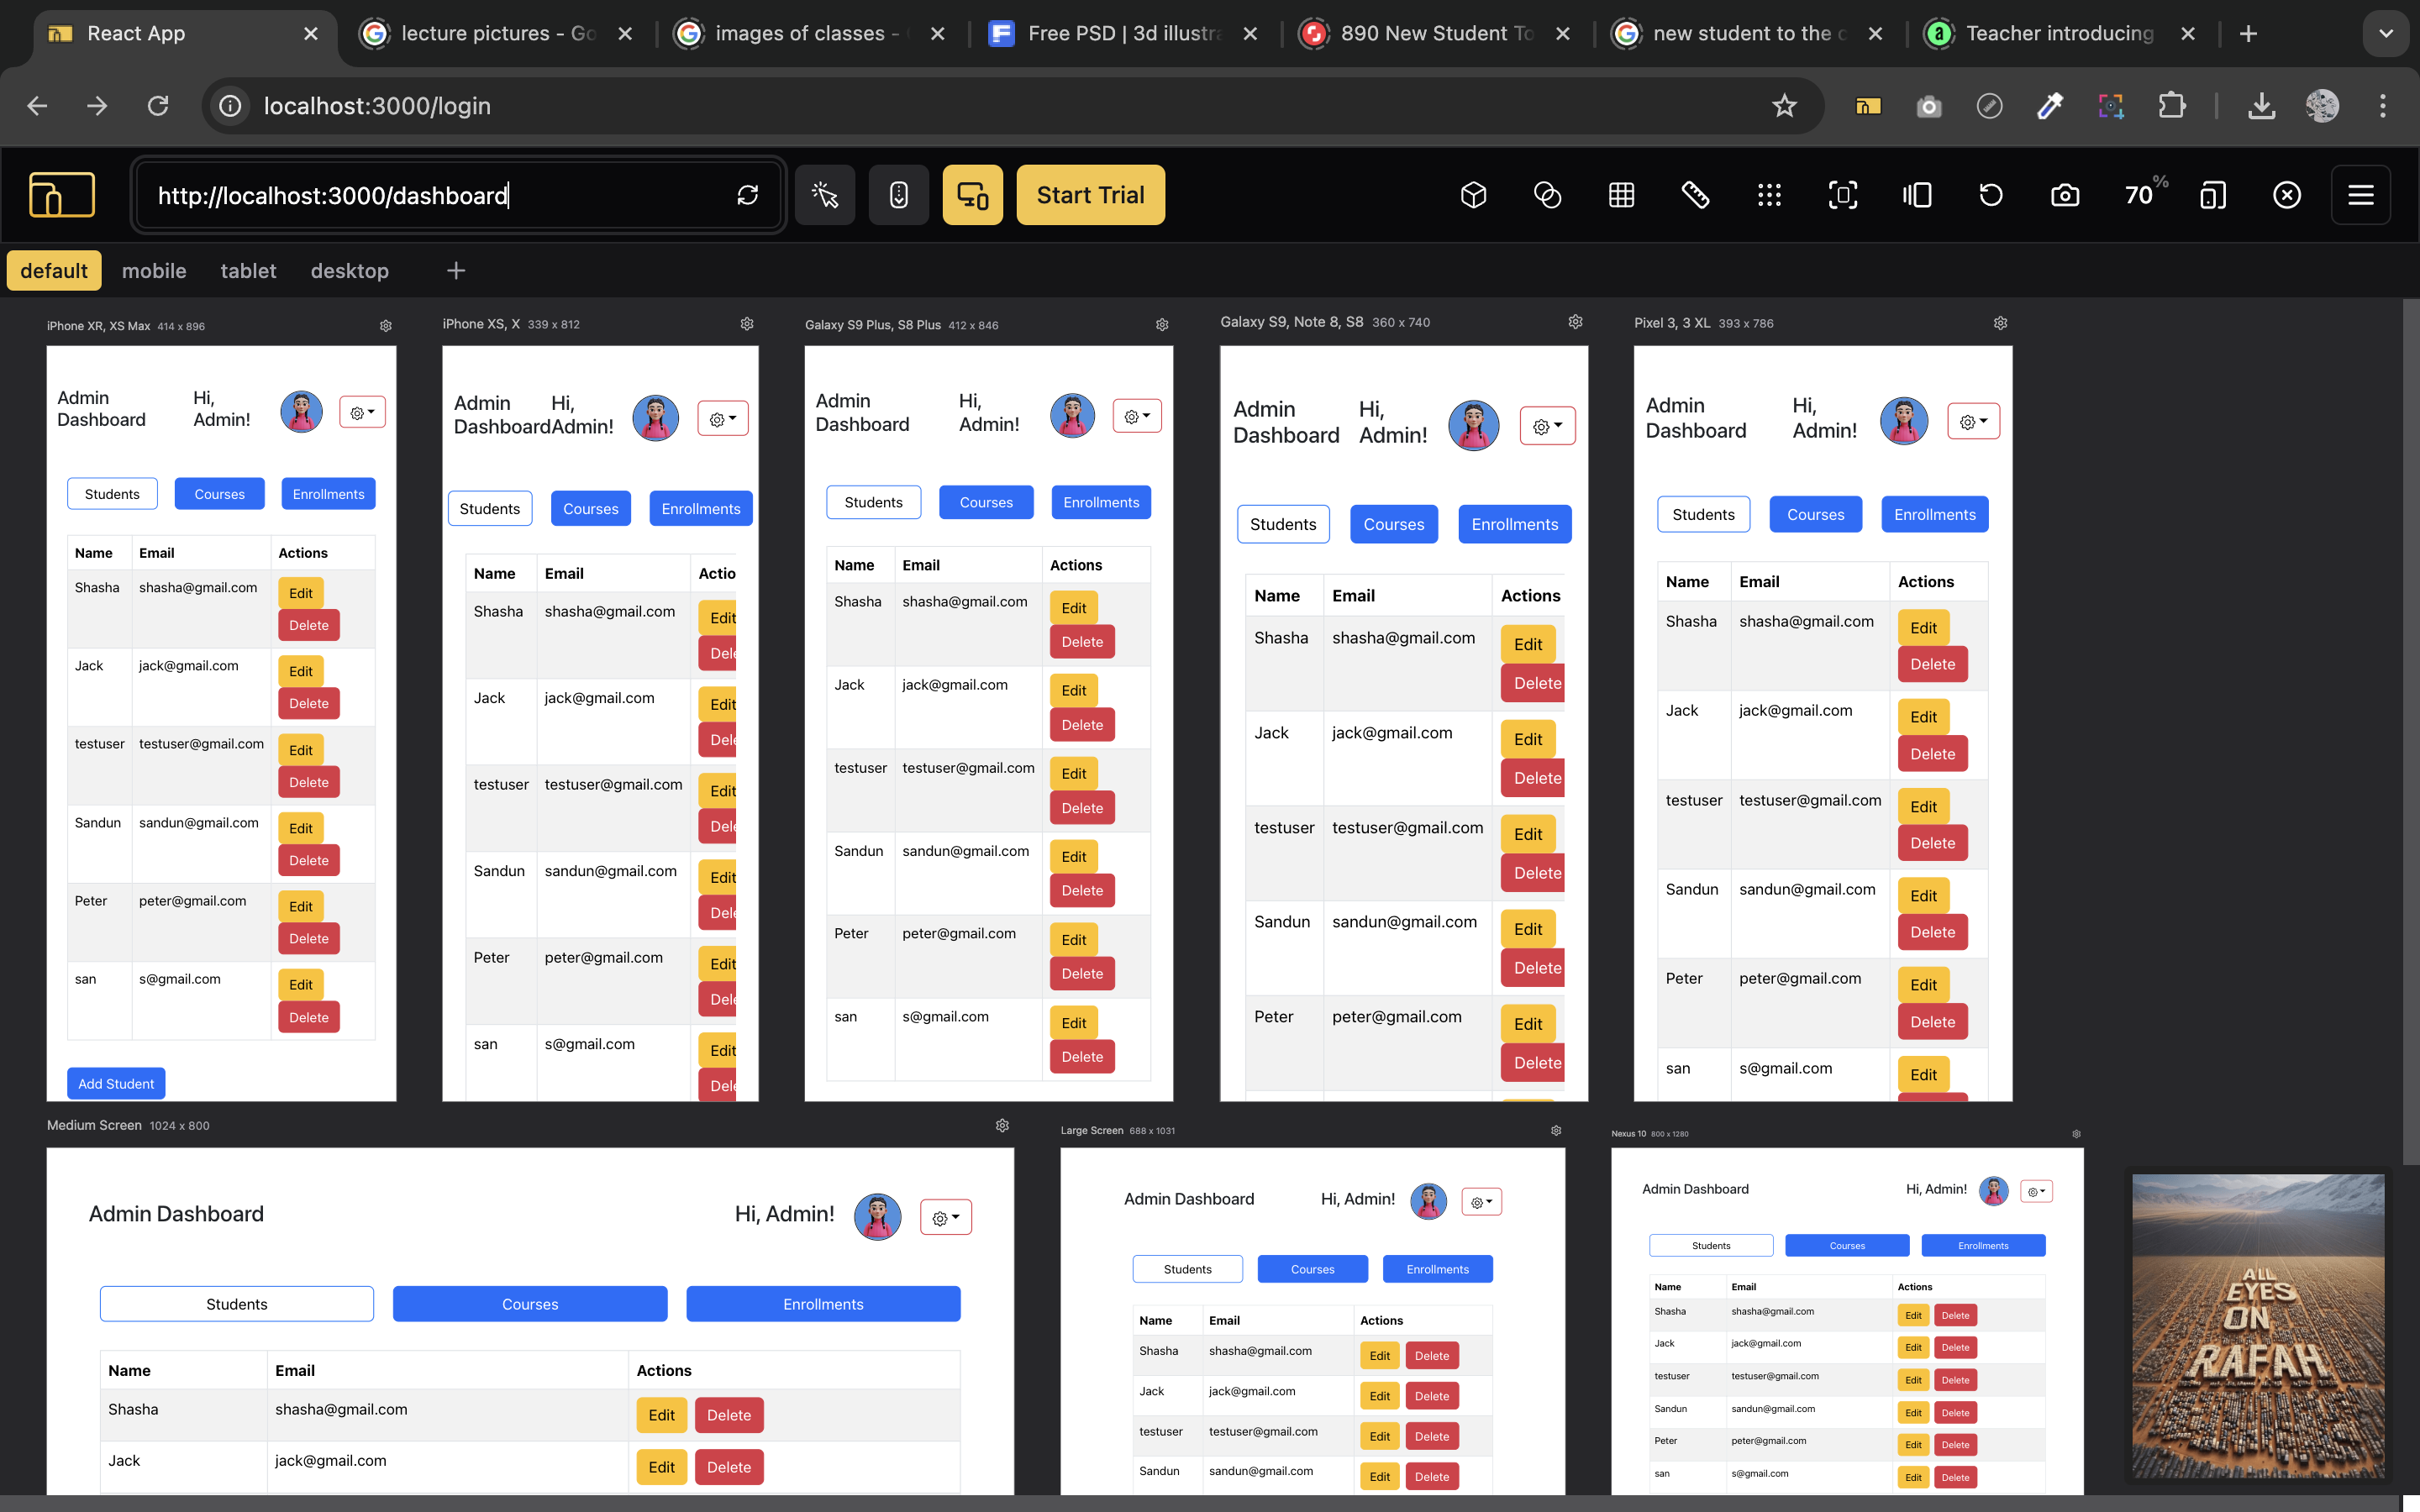 React App
lecture pictures - Go
images of classes -
Free PSD | 3d illustra
890 New Student To
new student to the c
Teacher introducing
localhost:3000/login
http://localhost:3000/dashboard
Start Trial
70%
default mobile tablet desktop
iPhone XR, XS Max 414 x 896
Admin Dashboard
Hi, Admin!
Students Courses Enrollments
Name Email Actions
Shasha shasha@gmail.com Edit Delete
Jack jack@gmail.com Edit Delete
testuser testuser@gmail.com Edit Delete
Sandun sandun@gmail.com Edit Delete
Peter peter@gmail.com Edit Delete
san s@gmail.com Edit Delete
Add Student
iPhone XS, X 339 x 812
Admin Dashboard
Hi, Admin!
Students Courses Enrollments
Name Email Actio
Shasha shasha@gmail.com Edit Dele
Jack jack@gmail.com Edit Dele
testuser testuser@gmail.com Edit Dele
Sandun sandun@gmail.com Edit Dele
Peter peter@gmail.com Edit Dele
san s@gmail.com Edit Dele
Galaxy S9 Plus, S8 Plus 412 x 846
Admin Dashboard
Hi, Admin!
Students Courses Enrollments
Name Email Actions
Shasha shasha@gmail.com Edit Delete
Jack jack@gmail.com Edit Delete
testuser testuser@gmail.com Edit Delete
Sandun sandun@gmail.com Edit Delete
Peter peter@gmail.com Edit Delete
san s@gmail.com Edit Delete
Galaxy S9, Note 8, S8 360 x 740
Admin Dashboard
Hi, Admin!
Students Courses Enrollments
Name Email Actions
Shasha shasha@gmail.com Edit Delete
Jack jack@gmail.com Edit Delete
testuser testuser@gmail.com Edit Delete
Sandun sandun@gmail.com Edit Delete
Peter peter@gmail.com Edit Delete
Pixel 3, 3 XL 393 x 786
Admin Dashboard
Hi, Admin!
Students Courses Enrollments
Name Email Actions
Shasha shasha@gmail.com Edit Delete
Jack jack@gmail.com Edit Delete
testuser testuser@gmail.com Edit Delete
Sandun sandun@gmail.com Edit Delete
Peter peter@gmail.com Edit Delete
san s@gmail.com Edit
Medium Screen 1024 x 800
Admin Dashboard Hi, Admin!
Students Courses Enrollments
Name Email Actions
Shasha shasha@gmail.com Edit Delete
Jack jack@gmail.com Edit Delete
Large Screen 688 x 1031
Admin Dashboard Hi, Admin!
Students Courses Enrollments
Name Email Actions
Shasha shasha@gmail.com Edit Delete
Jack jack@gmail.com Edit Delete
testuser testuser@gmail.com Edit Delete
Sandun sandun@gmail.com Edit Delete
Nexus 10 800 x 1280
Admin Dashboard Hi, Admin!
Students Courses Enrollments
Name Email Actions
Shasha shasha@gmail.com Edit Delete
Jack jack@gmail.com Edit Delete
testuser testuser@gmail.com Edit Delete
Sandun sandun@gmail.com Edit Delete
Peter peter@gmail.com Edit Delete
san s@gmail.com Edit Delete
ALL
EYES
ON
RAFAH